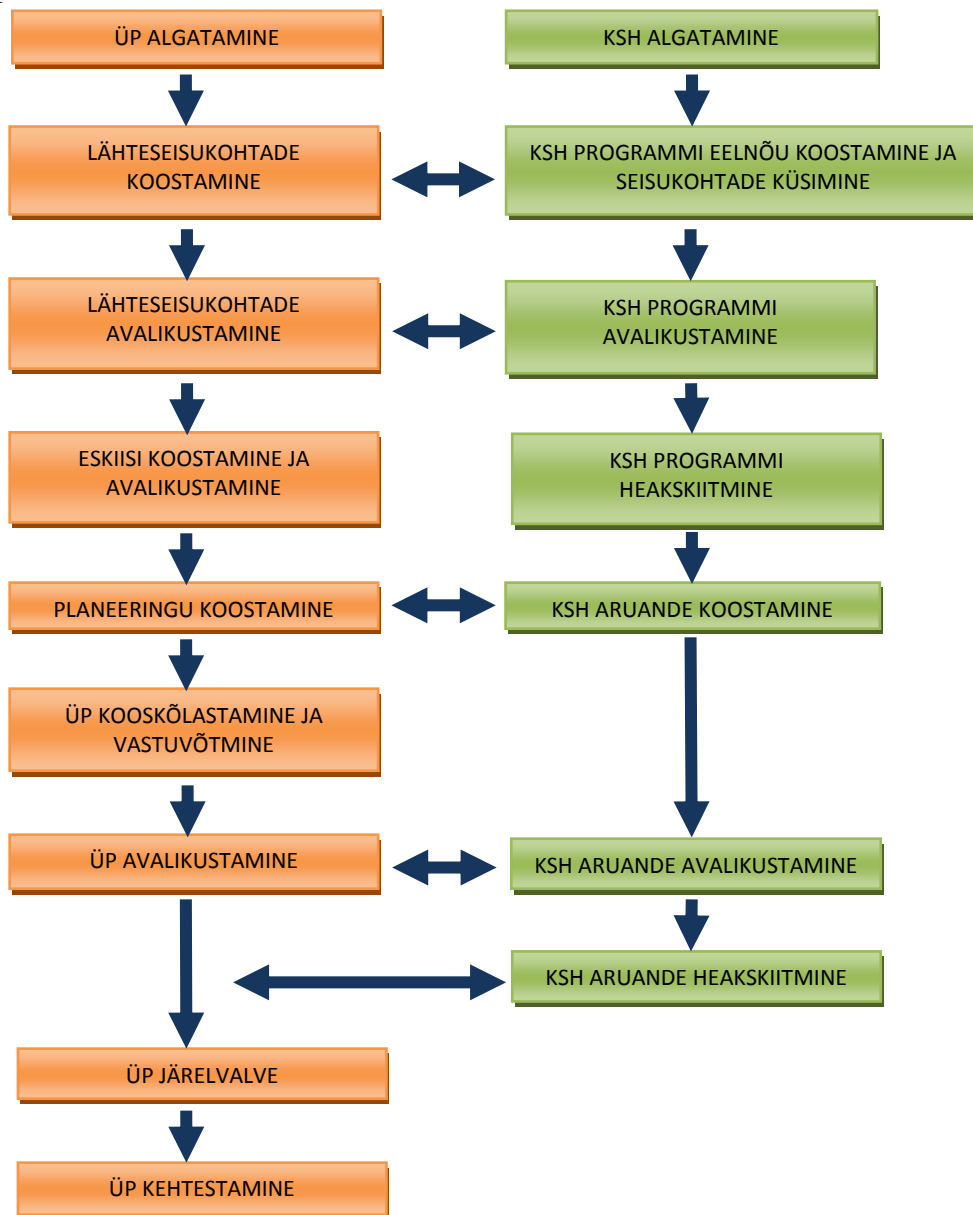 ÜP ALGATAMINE
KSH ALGATAMINE
LÄHTESEISUKOHTADE
KOOSTAMINE
KSH PROGRAMMI EELNÕU KOOSTAMINE JA
SEISUKOHTADE KÜSIMINE
LÄHTESEISUKOHTADE
AVALIKUSTAMINE
KSH PROGRAMMI
AVALIKUSTAMINE
ESKIISI KOOSTAMINE JA
AVALIKUSTAMINE
KSH PROGRAMMI
HEAKSKIITMINE
PLANEERINGU KOOSTAMINE
KSH ARUANDE KOOSTAMINE
ÜP KOOSKÕLASTAMINE JA
VASTUVÕTMINE
ÜP AVALIKUSTAMINE
KSH ARUANDE AVALIKUSTAMINE
KSH ARUANDE HEAKSKIITMINE
ÜP JÄRELVALVE
ÜP KEHTESTAMINE